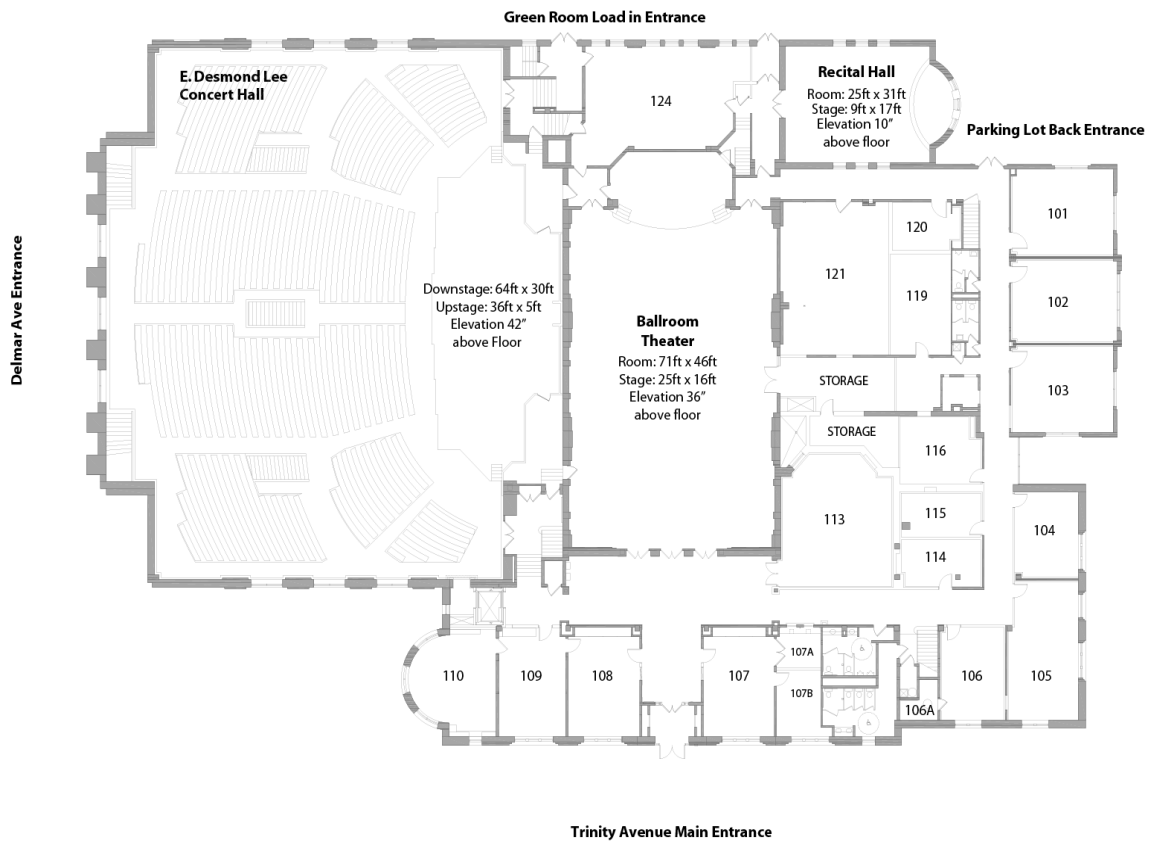 Green Room Load in Entrance
E. Desmond Lee
Concert Hall
124
Recital Hall
Room: 25ft x 31ft
Stage: 9ft x 17ft
Elevation 10”
above floor
Parking Lot Back Entrance
101
120
121
119
102
Delmar Ave Entrance
Downstage: 64ft x 30ft
Upstage: 36ft x 5ft
Elevation 42”
above Floor
Ballroom
Theater
Room: 71ft x 46ft
Stage: 25ft x 16ft
Elevation 36”
above floor
STORAGE
103
STORAGE
116
113
115
104
114
110
109
108
107
107A
107B
106
105
106A
Trinity Avenue Main Entrance